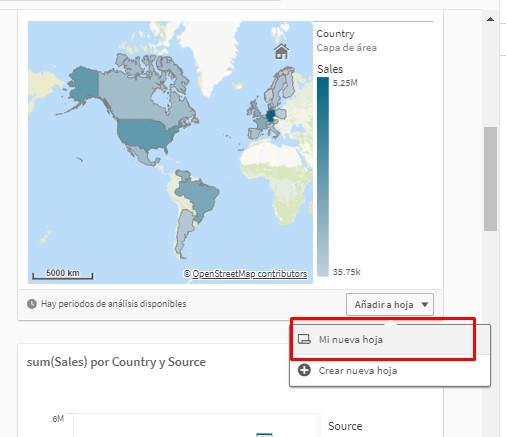 Country
Capa de área
Sales
5.25M
35.75k
5000 km
© OpenStreetMap contributors
Hay periodos de análisis disponibles
Añadir a hoja
Mi nueva hoja
Crear nueva hoja
sum(Sales) por Country y Source
6M
Source